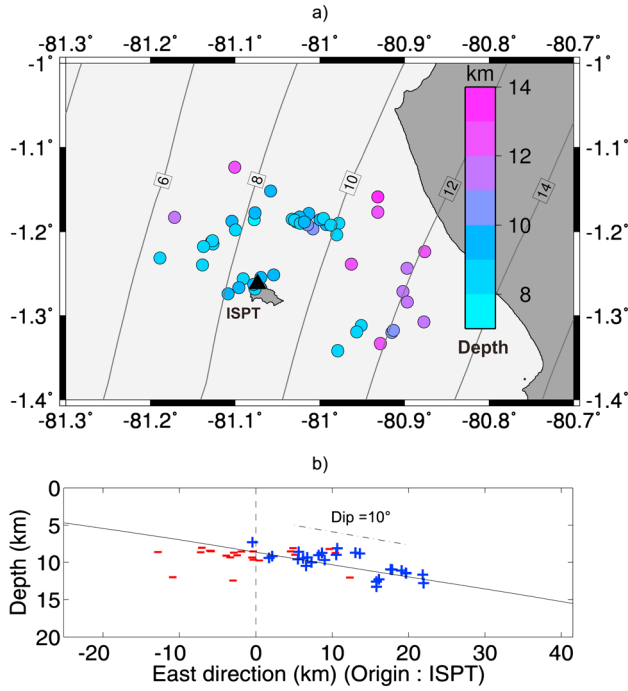 a)
-81.3° -81.2° -81.1° -81° -80.9° -80.8° -80.7°
-1° -1°
km
14
-1.1° -1.1°
12
6 8 10 12 14
-1.2° -1.2°
10
8
ISPT
-1.3° -1.3°
Depth
-1.4° -1.4°
-81.3° -81.2° -81.1° -81° -80.9° -80.8° -80.7°
b)
0
Dip =10°
5
10
15
20
Depth (km)
-20 -10 0 10 20 30 40
East direction (km) (Origin : ISPT)